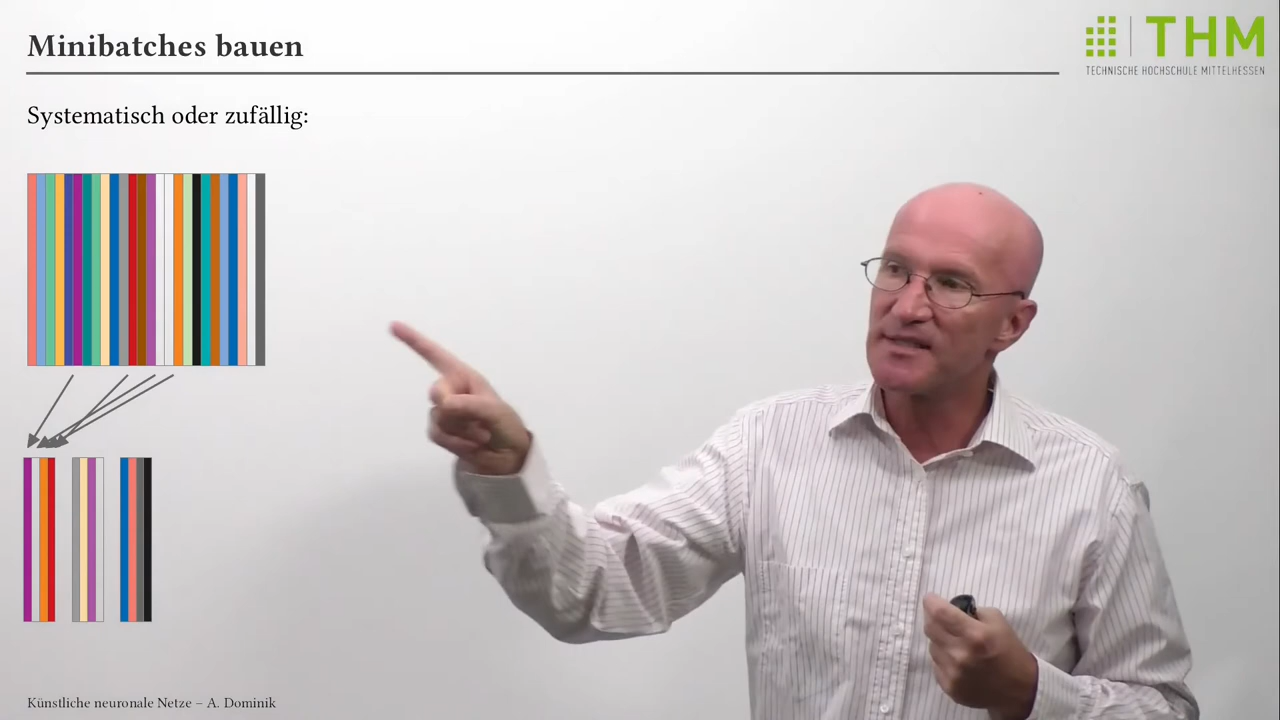 Minibatches bauen
THM
TECHNISCHE HOCHSCHULE MITTELHESSEN
Systematisch oder zufällig:
Künstliche neuronale Netze – A. Dominik